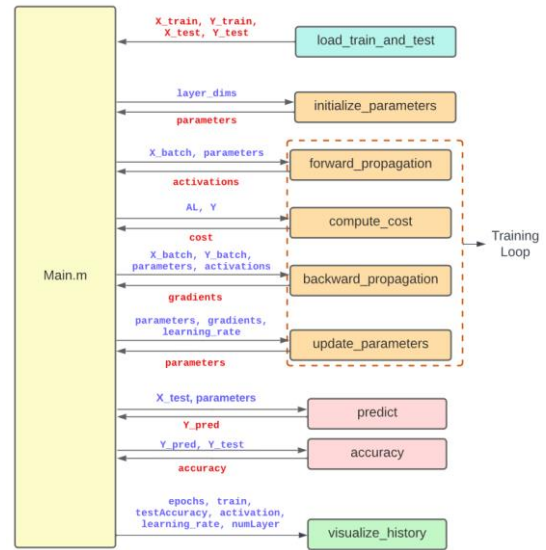 X_train, Y_train,
X_test, Y_test
load_train_and_test
layer_dims
initialize_parameters
parameters
X_batch, parameters
forward_propagation
activations
AL, Y
compute_cost
cost
Training
Loop
Main.m
X_batch, Y_batch,
parameters, activations
backward_propagation
gradients
parameters, gradients,
learning_rate
update_parameters
parameters
X_test, parameters
predict
Y_pred
Y_pred, Y_test
accuracy
accuracy
epochs, train,
testAccuracy, activation,
learning_rate, numLayer
visualize_history